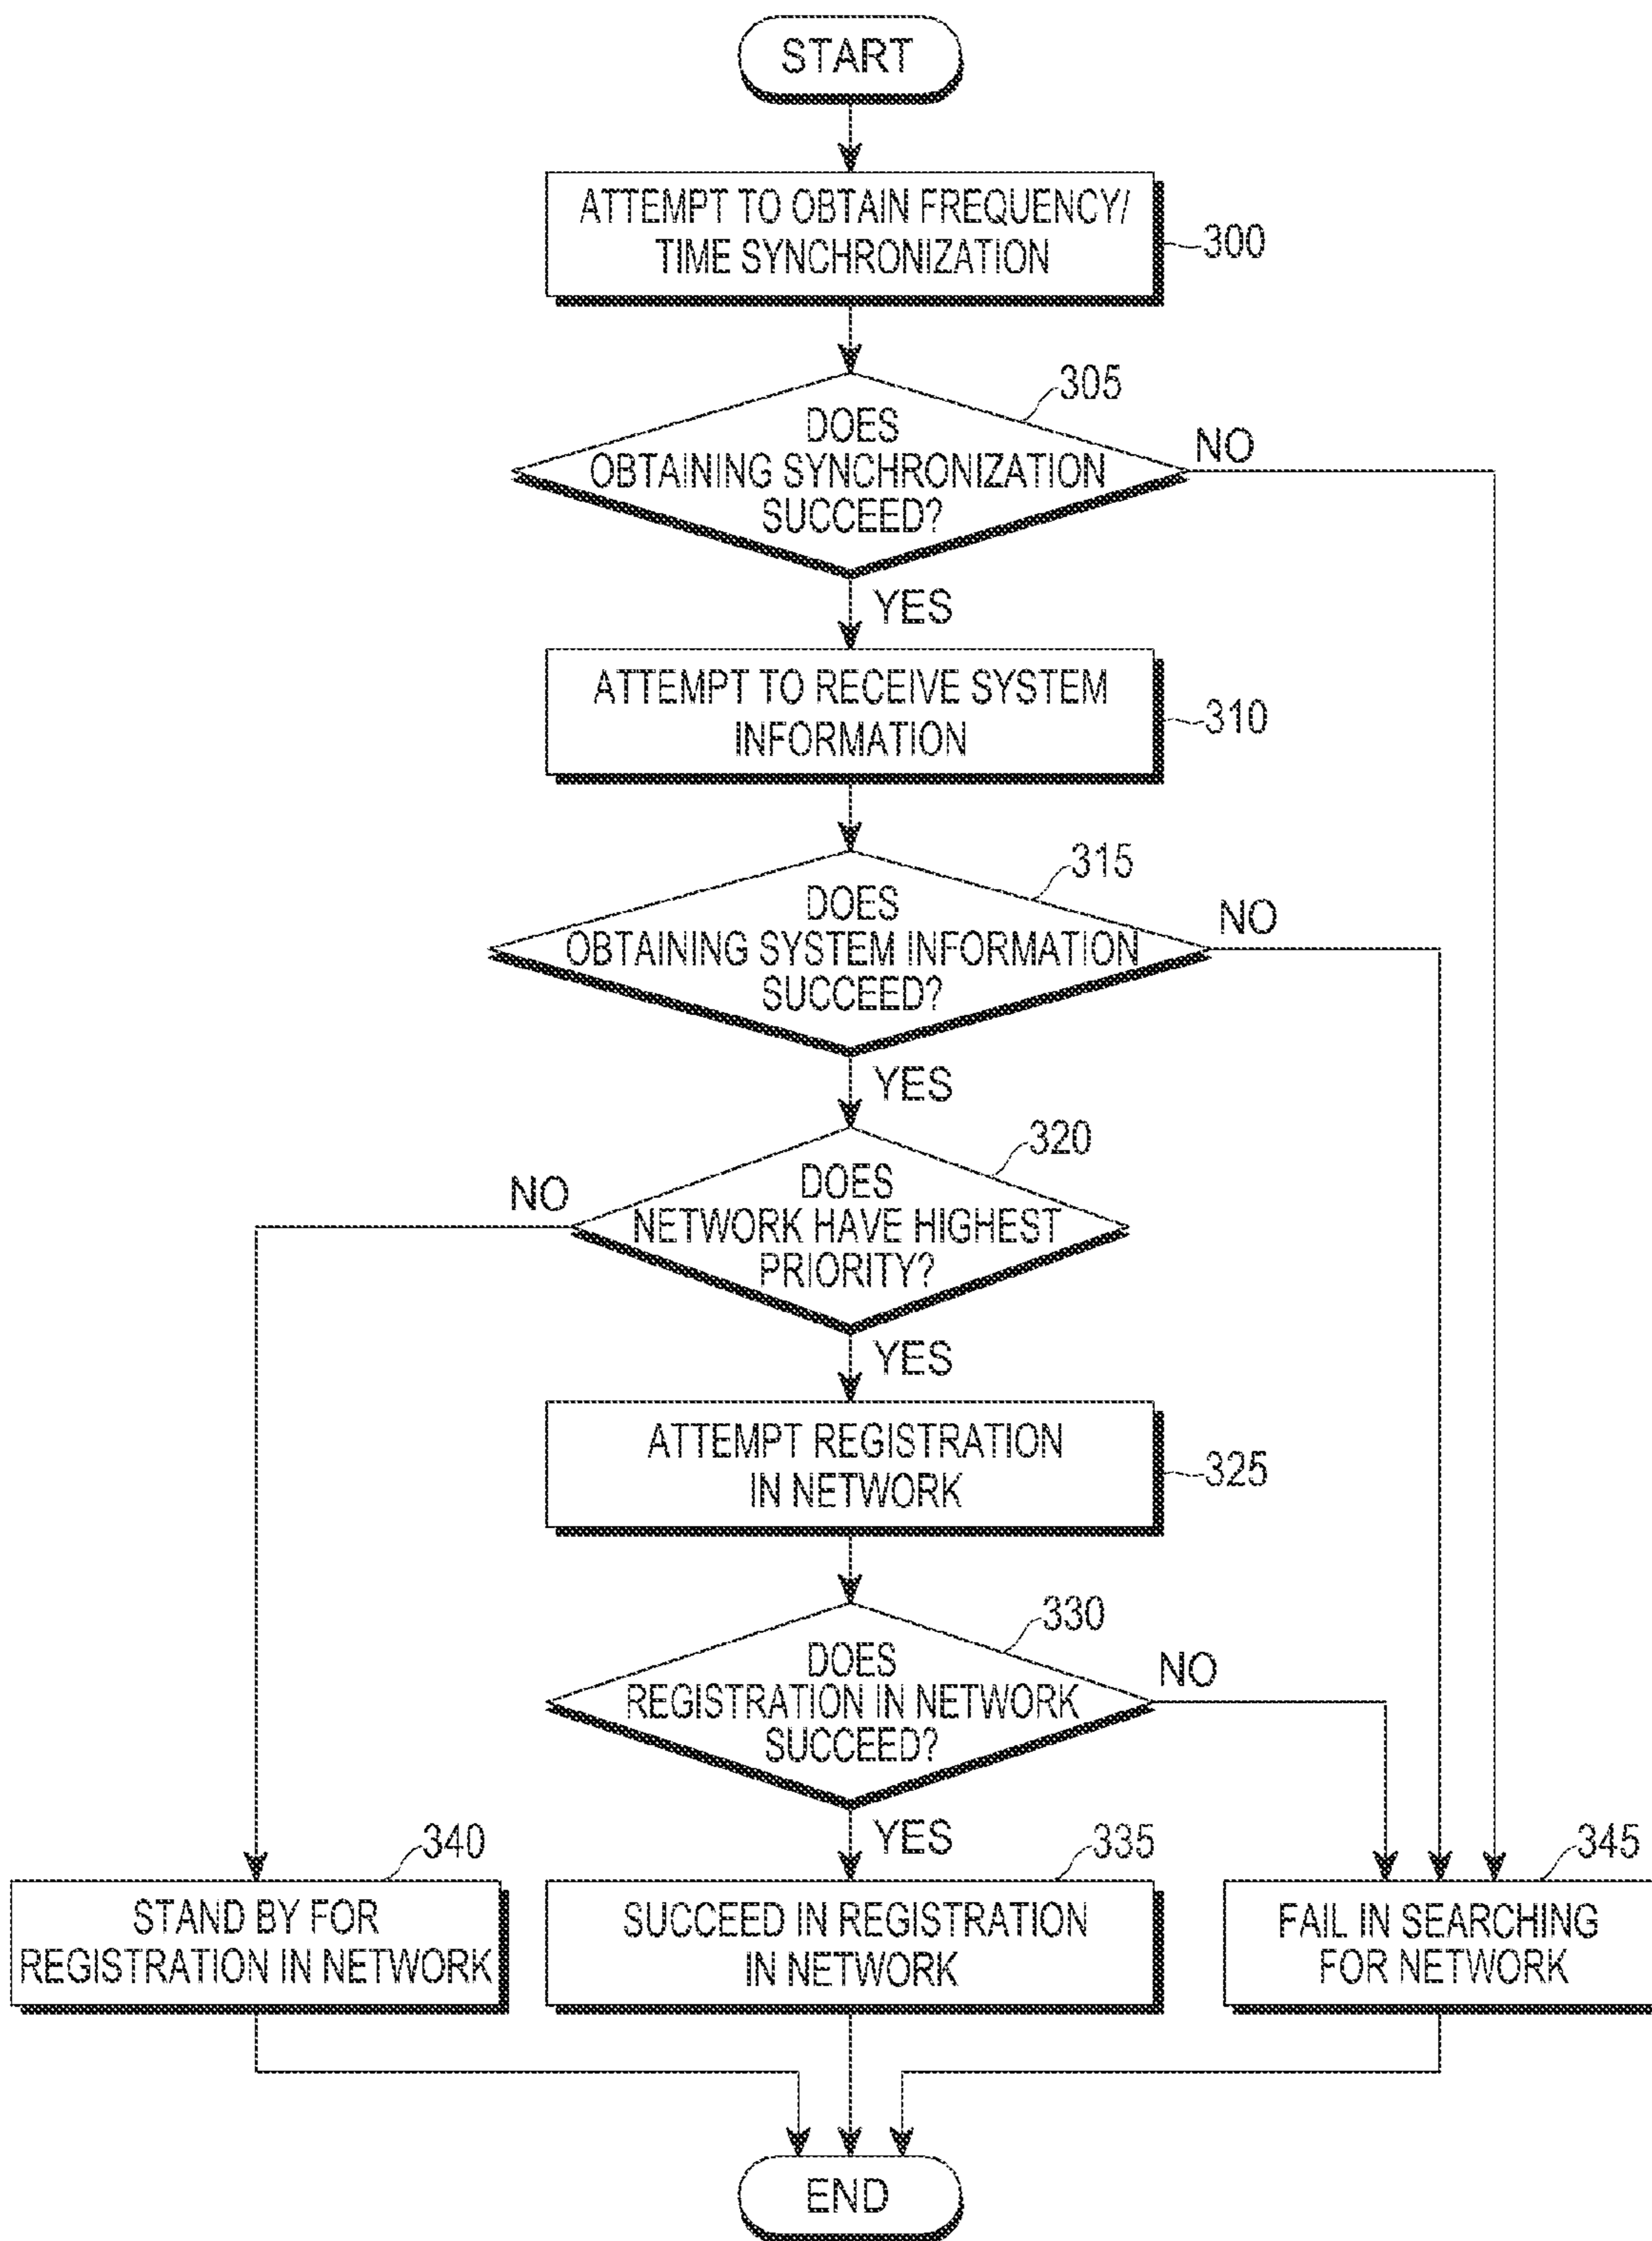 START
ATTEMPT TO OBTAIN FREQUENCY/
TIME SYNCHRONIZATION
300
305
DOES
OBTAINING SYNCHRONIZATION
SUCCEED?
NO
YES
ATTEMPT TO RECEIVE SYSTEM
INFORMATION
310
315
DOES
OBTAINING SYSTEM INFORMATION
SUCCEED?
NO
YES
320
DOES
NETWORK HAVE HIGHEST
PRIORITY?
NO
YES
ATTEMPT REGISTRATION
IN NETWORK
325
330
DOES
REGISTRATION IN NETWORK
SUCCEED?
NO
YES
340
STAND BY FOR
REGISTRATION IN NETWORK
335
SUCCEED IN REGISTRATION
IN NETWORK
345
FAIL IN SEARCHING
FOR NETWORK
END